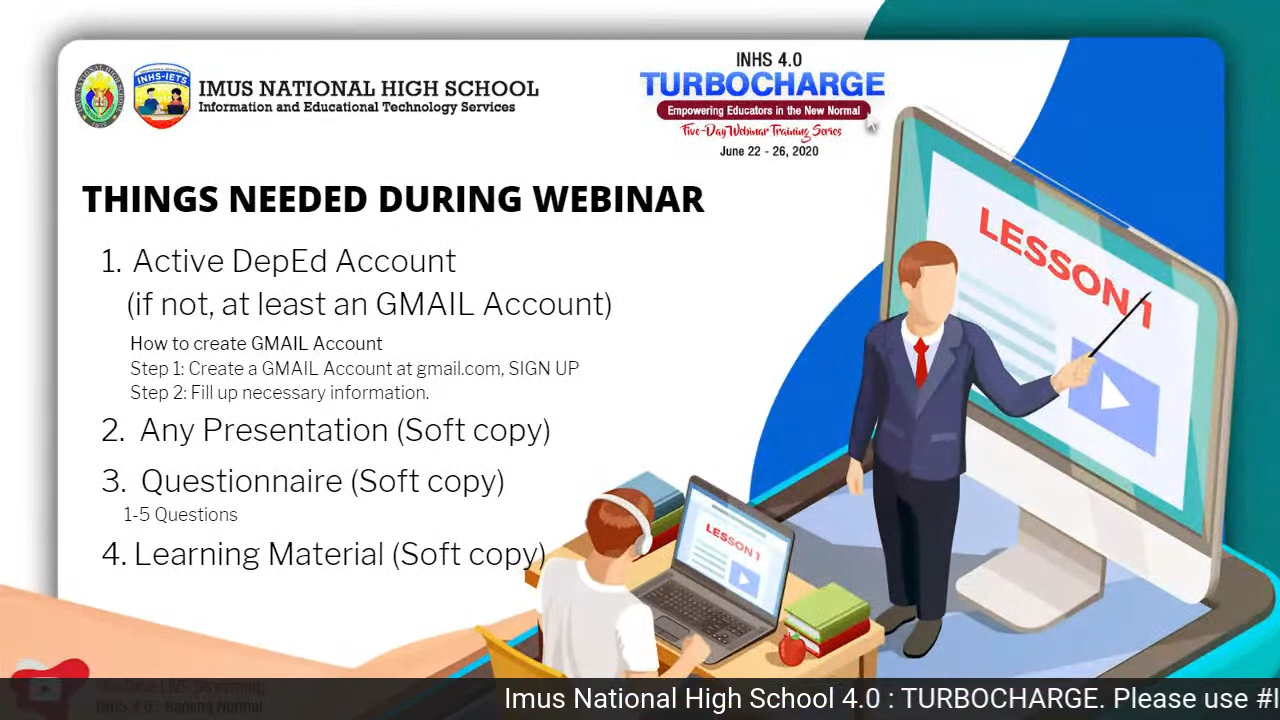 INHS-IETS
IMUS NATIONAL HIGH SCHOOL
Information and Educational Technology Services
INHS 4.0
TURBOCHARGE
Empowering Educators in the New Normal
Five-Day Webinar Training Series
June 22 - 26, 2020
THINGS NEEDED DURING WEBINAR
1. Active DepEd Account
(if not, at least an GMAIL Account)
How to create GMAIL Account
Step 1: Create a GMAIL Account at gmail.com, SIGN UP
Step 2: Fill up necessary information.
2. Any Presentation (Soft copy)
3. Questionnaire (Soft copy)
1-5 Questions
4. Learning Material (Soft copy)
LESSON 1
LESSON 1
Imus National High School 4.0 : TURBOCHARGE. Please use #I